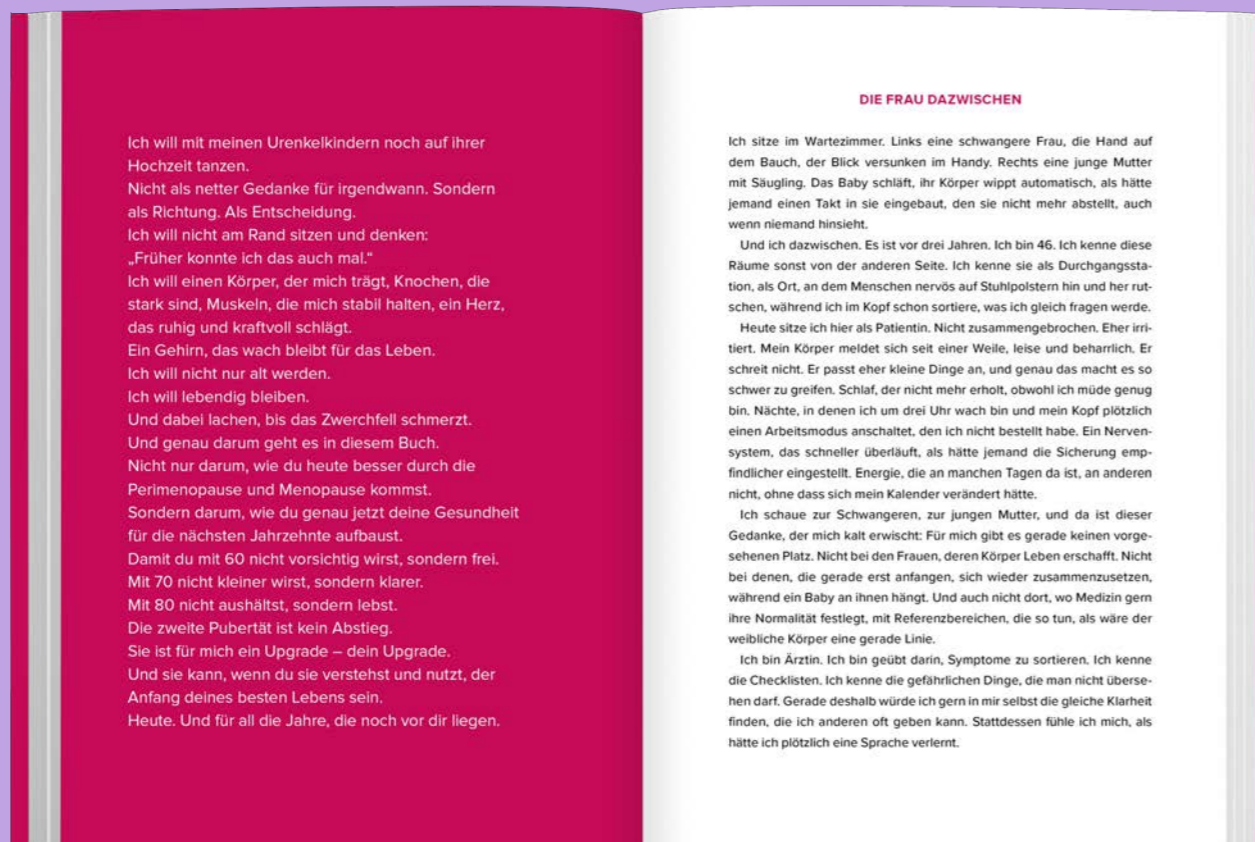 Ich will mit meinen Urenkelkindern noch auf ihrer
Hochzeit tanzen.
Nicht als netter Gedanke für irgendwann. Sondern
als Richtung. Als Entscheidung.
Ich will nicht am Rand sitzen und denken:
„Früher konnte ich das auch mal.“
Ich will einen Körper, der mich trägt, Knochen, die
stark sind, Muskeln, die mich stabil halten, ein Herz,
das ruhig und kraftvoll schlägt.
Ein Gehirn, das wach bleibt für das Leben.
Ich will nicht nur alt werden.
Ich will lebendig bleiben.
Und dabei lachen, bis das Zwerchfell schmerzt.
Und genau darum geht es in diesem Buch.
Nicht nur darum, wie du heute besser durch die
Perimenopause und Menopause kommst.
Sondern darum, wie du genau jetzt deine Gesundheit
für die nächsten Jahrzehnte aufbaust.
Damit du mit 60 nicht vorsichtig wirst, sondern frei.
Mit 70 nicht kleiner wirst, sondern klarer.
Mit 80 nicht aushältst, sondern lebst.
Die zweite Pubertät ist kein Abstieg.
Sie ist für mich ein Upgrade – dein Upgrade.
Und sie kann, wenn du sie verstehst und nutzt, der
Anfang deines besten Lebens sein.
Heute. Und für all die Jahre, die noch vor dir liegen.
DIE FRAU DAZWISCHEN
Ich sitze im Wartezimmer. Links eine schwangere Frau, die Hand auf
dem Bauch, der Blick versunken im Handy. Rechts eine junge Mutter
mit Säugling. Das Baby schläft, ihr Körper wippt automatisch, als hätte
jemand einen Takt in sie eingebaut, den sie nicht mehr abstellt, auch
wenn niemand hinsieht.
Und ich dazwischen. Es ist vor drei Jahren. Ich bin 46. Ich kenne diese
Räume sonst von der anderen Seite. Ich kenne sie als Durchgangssta-
tion, als Ort, an dem Menschen nervös auf Stuhlpolstern hin und her rut-
schen, während ich im Kopf schon sortiere, was ich gleich fragen werde.
Heute sitze ich hier als Patientin. Nicht zusammengebrochen. Eher irri-
tiert. Mein Körper meldet sich seit einer Weile, leise und beharrlich. Er
schreit nicht. Er passt eher kleine Dinge an, und genau das macht es so
schwer zu greifen. Schlaf, der nicht mehr erholt, obwohl ich müde genug
bin. Nächte, in denen ich um drei Uhr wach bin und mein Kopf plötzlich
einen Arbeitsmodus anschaltet, den ich nicht bestellt habe. Ein Nerven-
system, das schneller überläuft, als hätte jemand die Sicherung emp-
findlicher eingestellt. Energie, die an manchen Tagen da ist, an anderen
nicht, ohne dass sich mein Kalender verändert hätte.
Ich schaue zur Schwangeren, zur jungen Mutter, und da ist dieser
Gedanke, der mich kalt erwischt: Für mich gibt es gerade keinen vorge-
sehenen Platz. Nicht bei den Frauen, deren Körper Leben erschafft. Nicht
bei denen, die gerade erst anfangen, sich wieder zusammenzusetzen,
während ein Baby an ihnen hängt. Und auch nicht dort, wo Medizin gern
ihre Normalität festlegt, mit Referenzbereichen, die so tun, als wäre der
weibliche Körper eine gerade Linie.
Ich bin Ärztin. Ich bin geübt darin, Symptome zu sortieren. Ich kenne
die Checklisten. Ich kenne die gefährlichen Dinge, die man nicht überse-
hen darf. Gerade deshalb würde ich gern in mir selbst die gleiche Klarheit
finden, die ich anderen oft geben kann. Stattdessen fühle ich mich, als
hätte ich plötzlich eine Sprache verlernt.